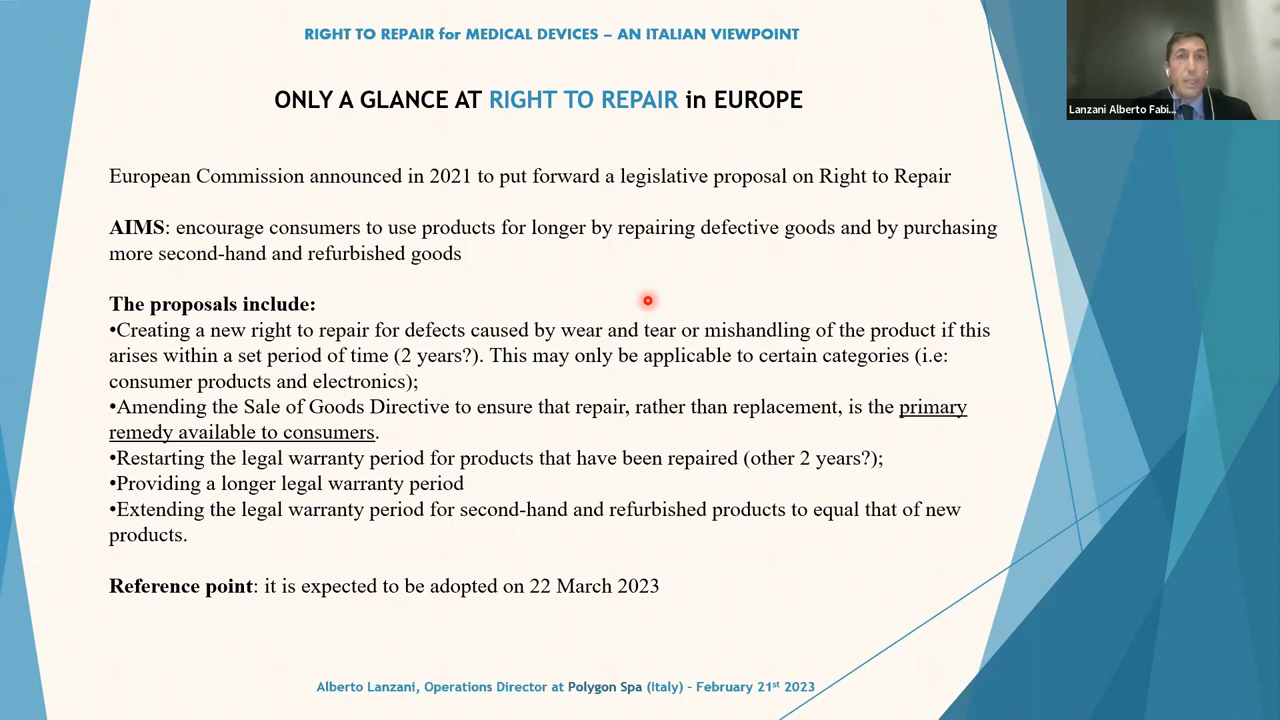 RIGHT TO REPAIR for MEDICAL DEVICES – AN ITALIAN VIEWPOINT
Lanzani Alberto Fabi...
ONLY A GLANCE AT RIGHT TO REPAIR in EUROPE
European Commission announced in 2021 to put forward a legislative proposal on Right to Repair
AIMS: encourage consumers to use products for longer by repairing defective goods and by purchasing
more second-hand and refurbished goods
The proposals include:
•Creating a new right to repair for defects caused by wear and tear or mishandling of the product if this
arises within a set period of time (2 years?). This may only be applicable to certain categories (i.e:
consumer products and electronics);
•Amending the Sale of Goods Directive to ensure that repair, rather than replacement, is the primary
remedy available to consumers.
•Restarting the legal warranty period for products that have been repaired (other 2 years?);
•Providing a longer legal warranty period
•Extending the legal warranty period for second-hand and refurbished products to equal that of new
products.
Reference point: it is expected to be adopted on 22 March 2023
Alberto Lanzani, Operations Director at Polygon Spa (Italy) - February 21st 2023